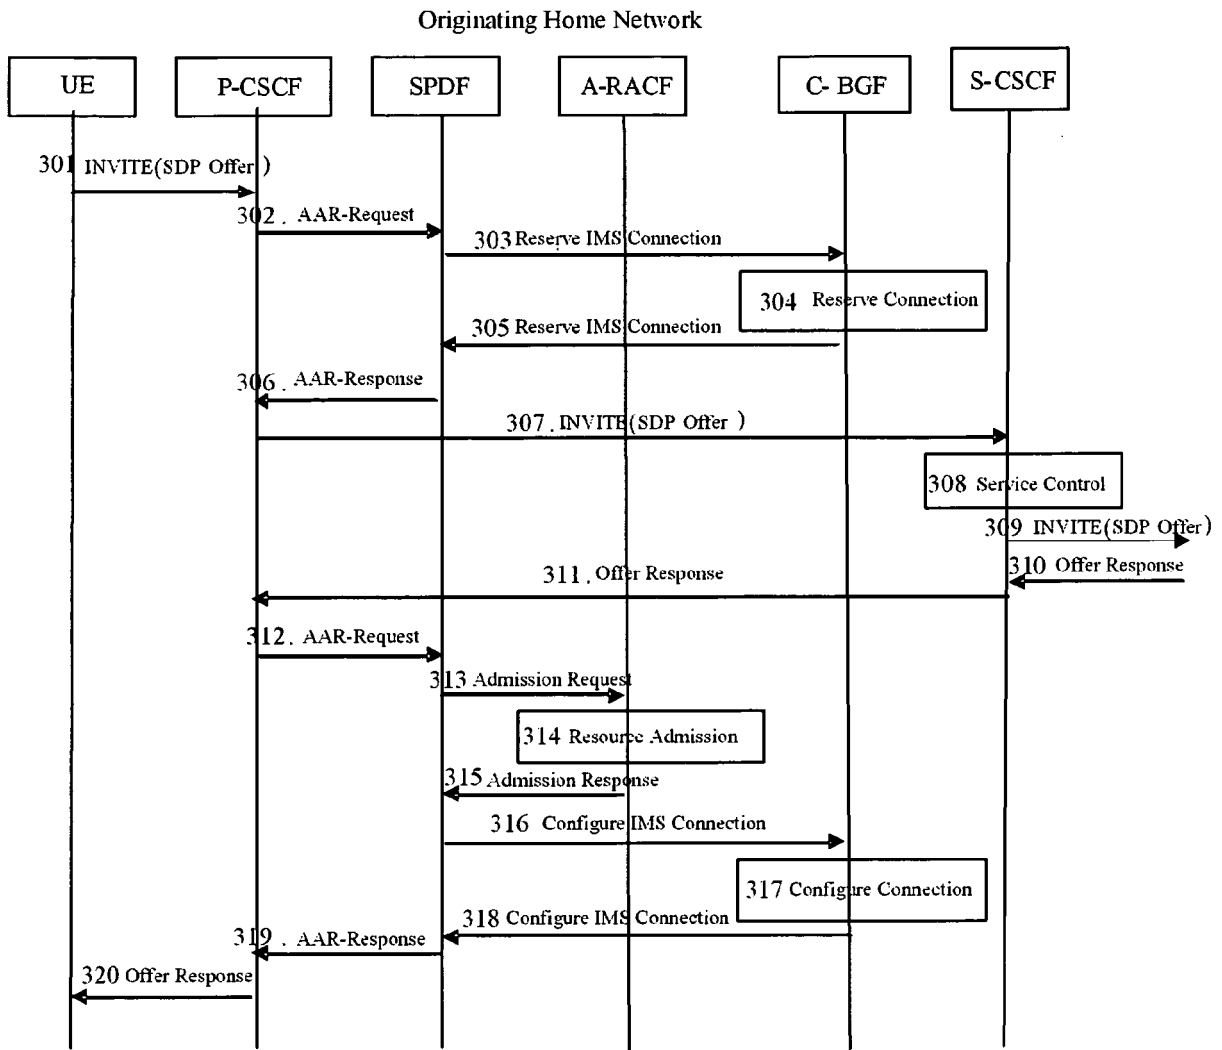 Originating Home Network
UE
P-CSCF
SPDF
A-RACF
C- BGF
S-CSCF
301 INVITE(SDP Offer )
302 . AAR-Request
303 Reserve IMS Connection
304 Reserve Connection
305 Reserve IMS Connection
306 . AAR-Response
307 . INVITE(SDP Offer )
308 Service Control
309 INVITE(SDP Offer)
310 Offer Response
311 . Offer Response
312 . AAR-Request
313 Admission Request
314 Resource Admission
315 Admission Response
316 Configure IMS Connection
317 Configure Connection
318 Configure IMS Connection
319 . AAR-Response
320 Offer Response